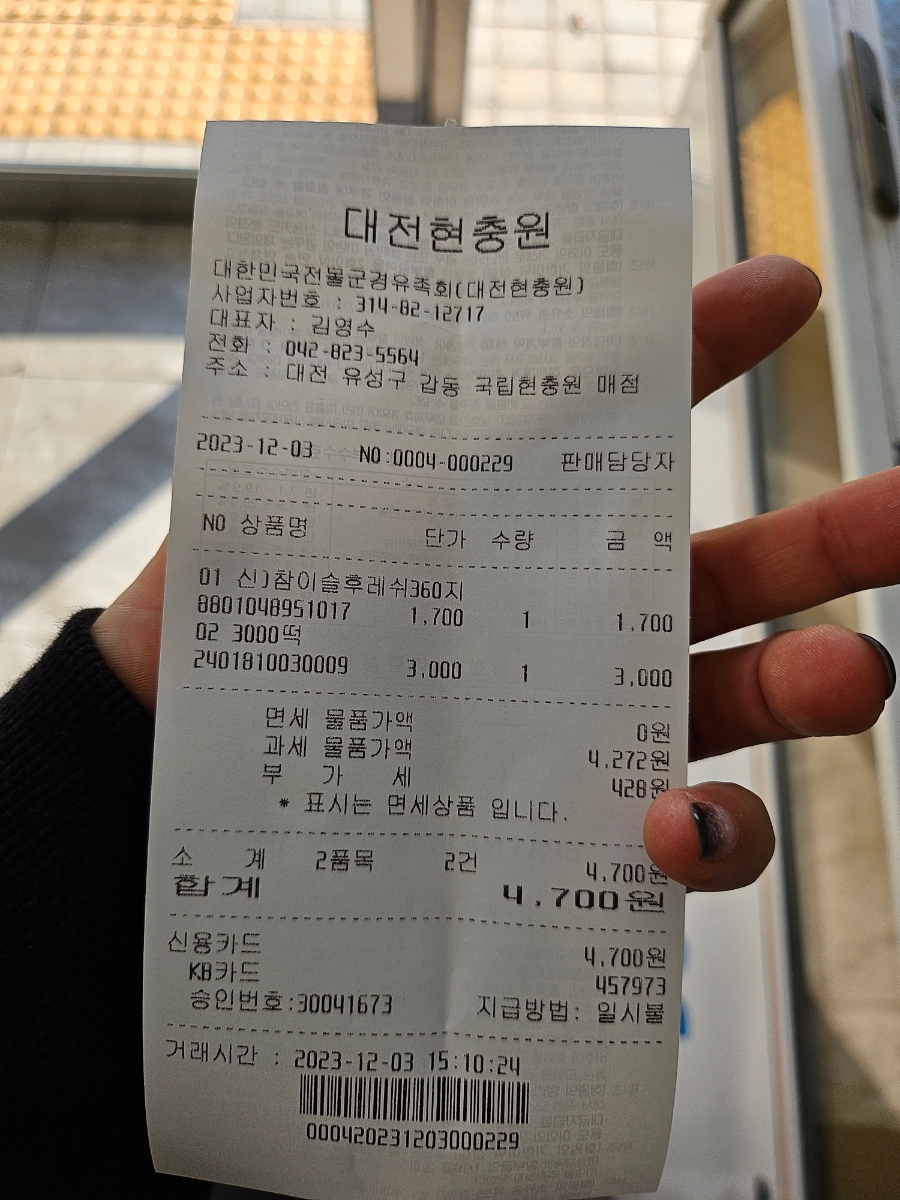 대전현충원
대한민국전몰군경유족회(대전현충원)
사업자번호 : 314-82-12717
대표자 : 김영수
전화 : 042-823-5564
주소 : 대전 유성구 갑동 국립현충원 매점
2023-12-03 NO:0004-000229 판매담당자
NO 상품명 단가 수량 금 액
01 신)참이슬후레쉬360지
8801048951017 1,700 1 1,700
02 3000떡
2401810030009 3,000 1 3,000
면세 물품가액 0원
과세 물품가액 4,272원
부 가 세 428원
* 표시는 면세상품 입니다.
소 계 2품목 2건 4,700원
합계 4,700원
신용카드 4,700원
KB카드 457973
승인번호:30041673 지급방법: 일시불
거래시간 : 2023-12-03 15:10:24
000420231203000229